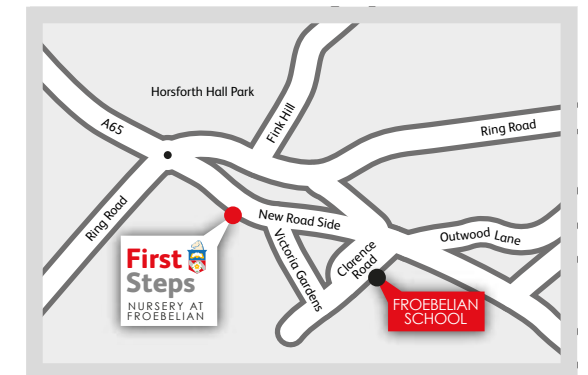 Horsforth Hall Park
A65
Fink Hill
Ring Road
Ring Road
New Road Side
Victoria Gardens
Clarence
Road
Outwood Lane
First
Steps
NURSERY AT
FROEBELIAN
FROEBELIAN
SCHOOL